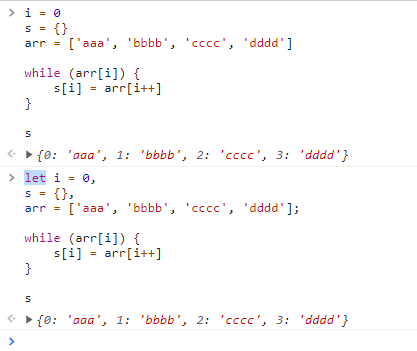 i = 0
s = {}
arr = ['aaa', 'bbbb', 'cccc', 'dddd']
while (arr[i]) {
s[i] = arr[i++]
}
s
{0: 'aaa', 1: 'bbbb', 2: 'cccc', 3: 'dddd'}
let i = 0,
s = {},
arr = ['aaa', 'bbbb', 'cccc', 'dddd'];
while (arr[i]) {
s[i] = arr[i++]
}
s
{0: 'aaa', 1: 'bbbb', 2: 'cccc', 3: 'dddd'}